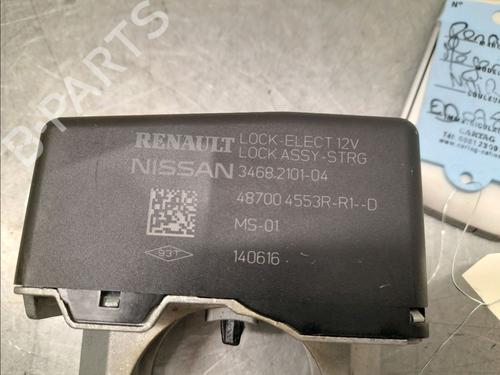 RENAULT LOCK-ELECT 12V
LOCK ASSY-STRG
NISSAN 3468.2101-04
48700 4553R-R1--D
MS-01
93T
140616
B-PARTS
N°
CARTAG